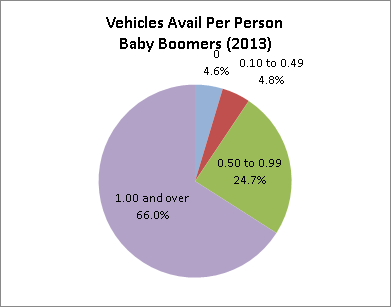 Vehicles Avail Per Person
Baby Boomers (2013)
0
4.6%
0.10 to 0.49
4.8%
0.50 to 0.99
24.7%
1.00 and over
66.0%